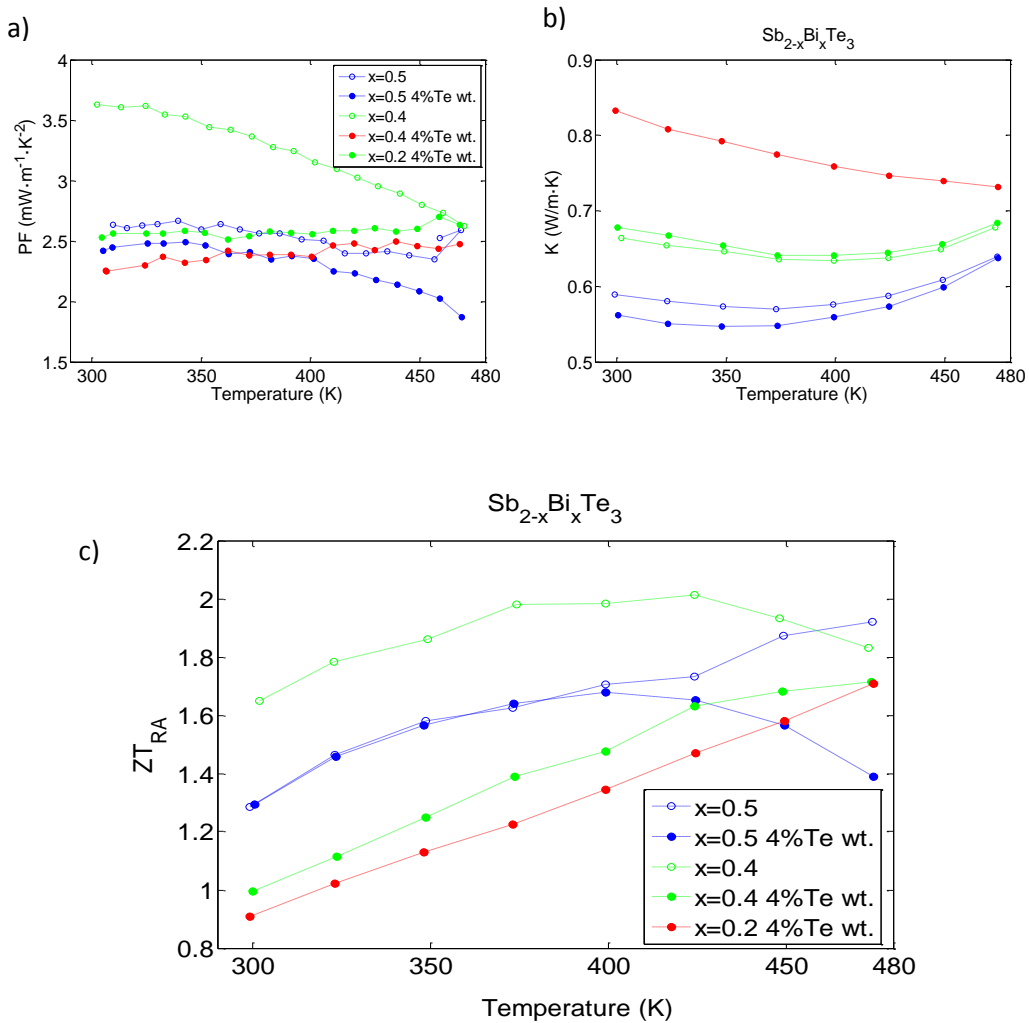 a)
4
3.5
3
2.5
2
1.5
PF (mW·m⁻¹·K⁻²)
x=0.5
x=0.5 4%Te wt.
x=0.4
x=0.4 4%Te wt.
x=0.2 4%Te wt.
300 350 400 450 480
Temperature (K)
b)
Sb₂₋ₓBiₓTe₃
0.9
0.8
0.7
0.6
0.5
K (W/m·K)
300 350 400 450 480
Temperature (K)
Sb₂₋ₓBiₓTe₃
c)
2.2
2
1.8
1.6
1.4
1.2
1
0.8
ZT_RA
x=0.5
x=0.5 4%Te wt.
x=0.4
x=0.4 4%Te wt.
x=0.2 4%Te wt.
300 350 400 450 480
Temperature (K)